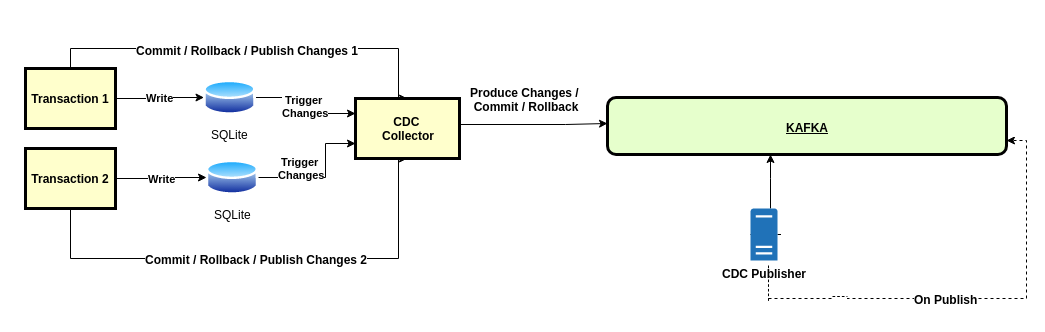 Commit / Rollback / Publish Changes 1
Transaction 1
Write
SQLite
Trigger
Changes
CDC
Collector
Produce Changes /
Commit / Rollback
KAFKA
Transaction 2
Write
SQLite
Trigger
Changes
Commit / Rollback / Publish Changes 2
CDC Publisher
On Publish